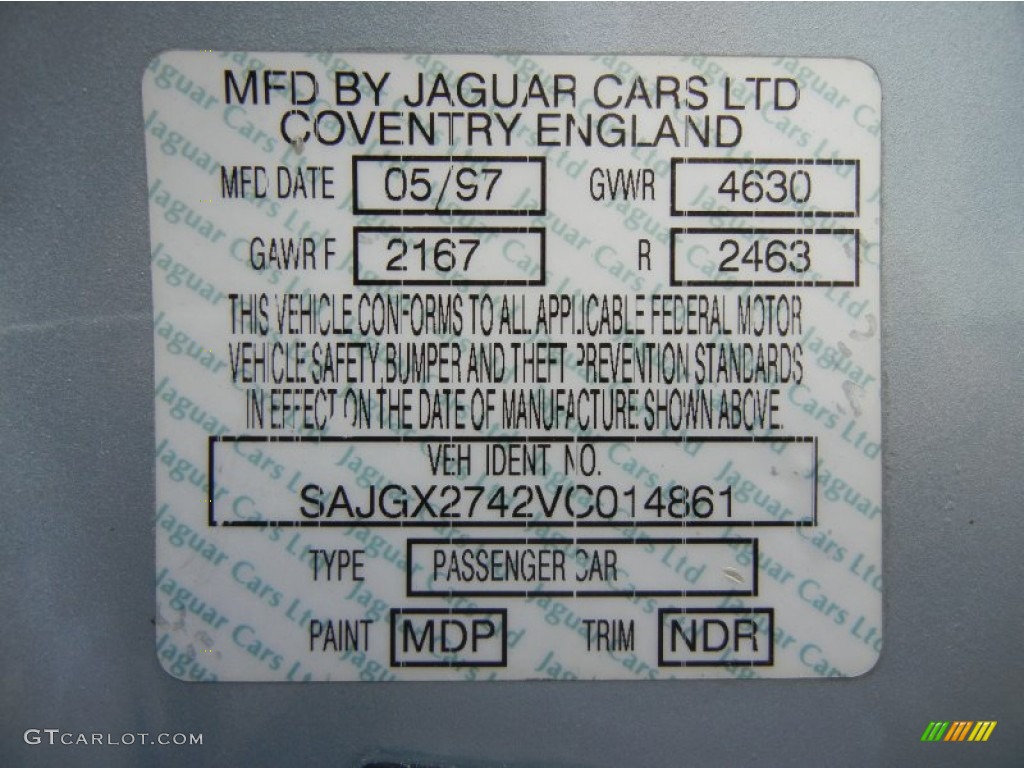 MFD BY JAGUAR CARS LTD
COVENTRY ENGLAND
MFD DATE 05/97 GVWR 4630
GAWR F 2167 R 2463
THIS VEHICLE CONFORMS TO ALL APPLICABLE FEDERAL MOTOR
VEHICLE SAFETY, BUMPER AND THEFT PREVENTION STANDARDS
IN EFFECT ON THE DATE OF MANUFACTURE SHOWN ABOVE.
VEH IDENT NO.
SAJGX2742VC014861
TYPE PASSENGER CAR
PAINT MDP TRIM NDR
GTCARLOT.COM